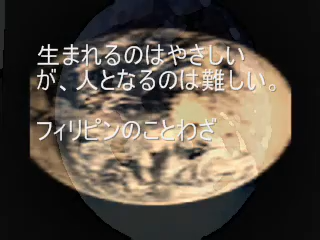 生まれるのはやさしい
が、人となるのは難しい。
フィリピンのことわざ